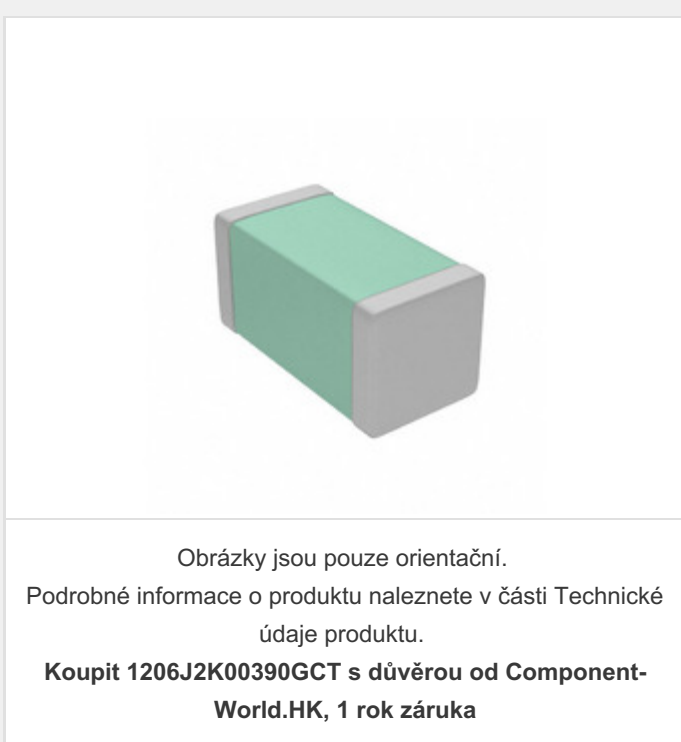 Obrázky jsou pouze orientační.
Podrobné informace o produktu naleznete v části Technické
údaje produktu.
Koupit 1206J2K00390GCT s důvěrou od Component-
World.HK, 1 rok záruka